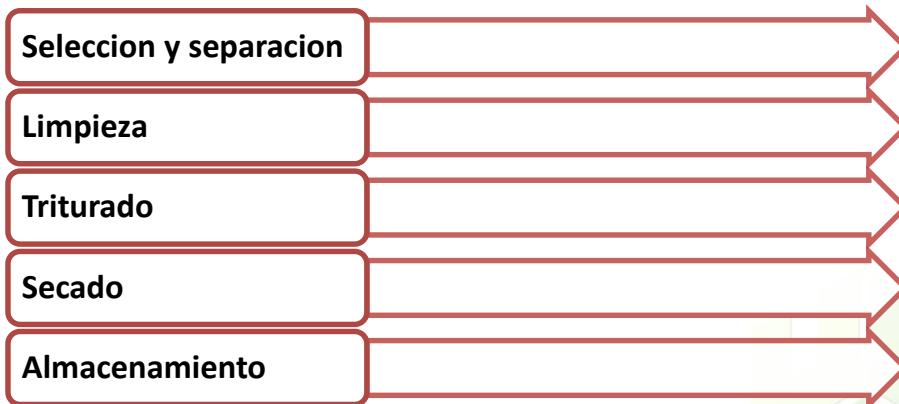 Seleccion y separacion
Limpieza
Triturado
Secado
Almacenamiento